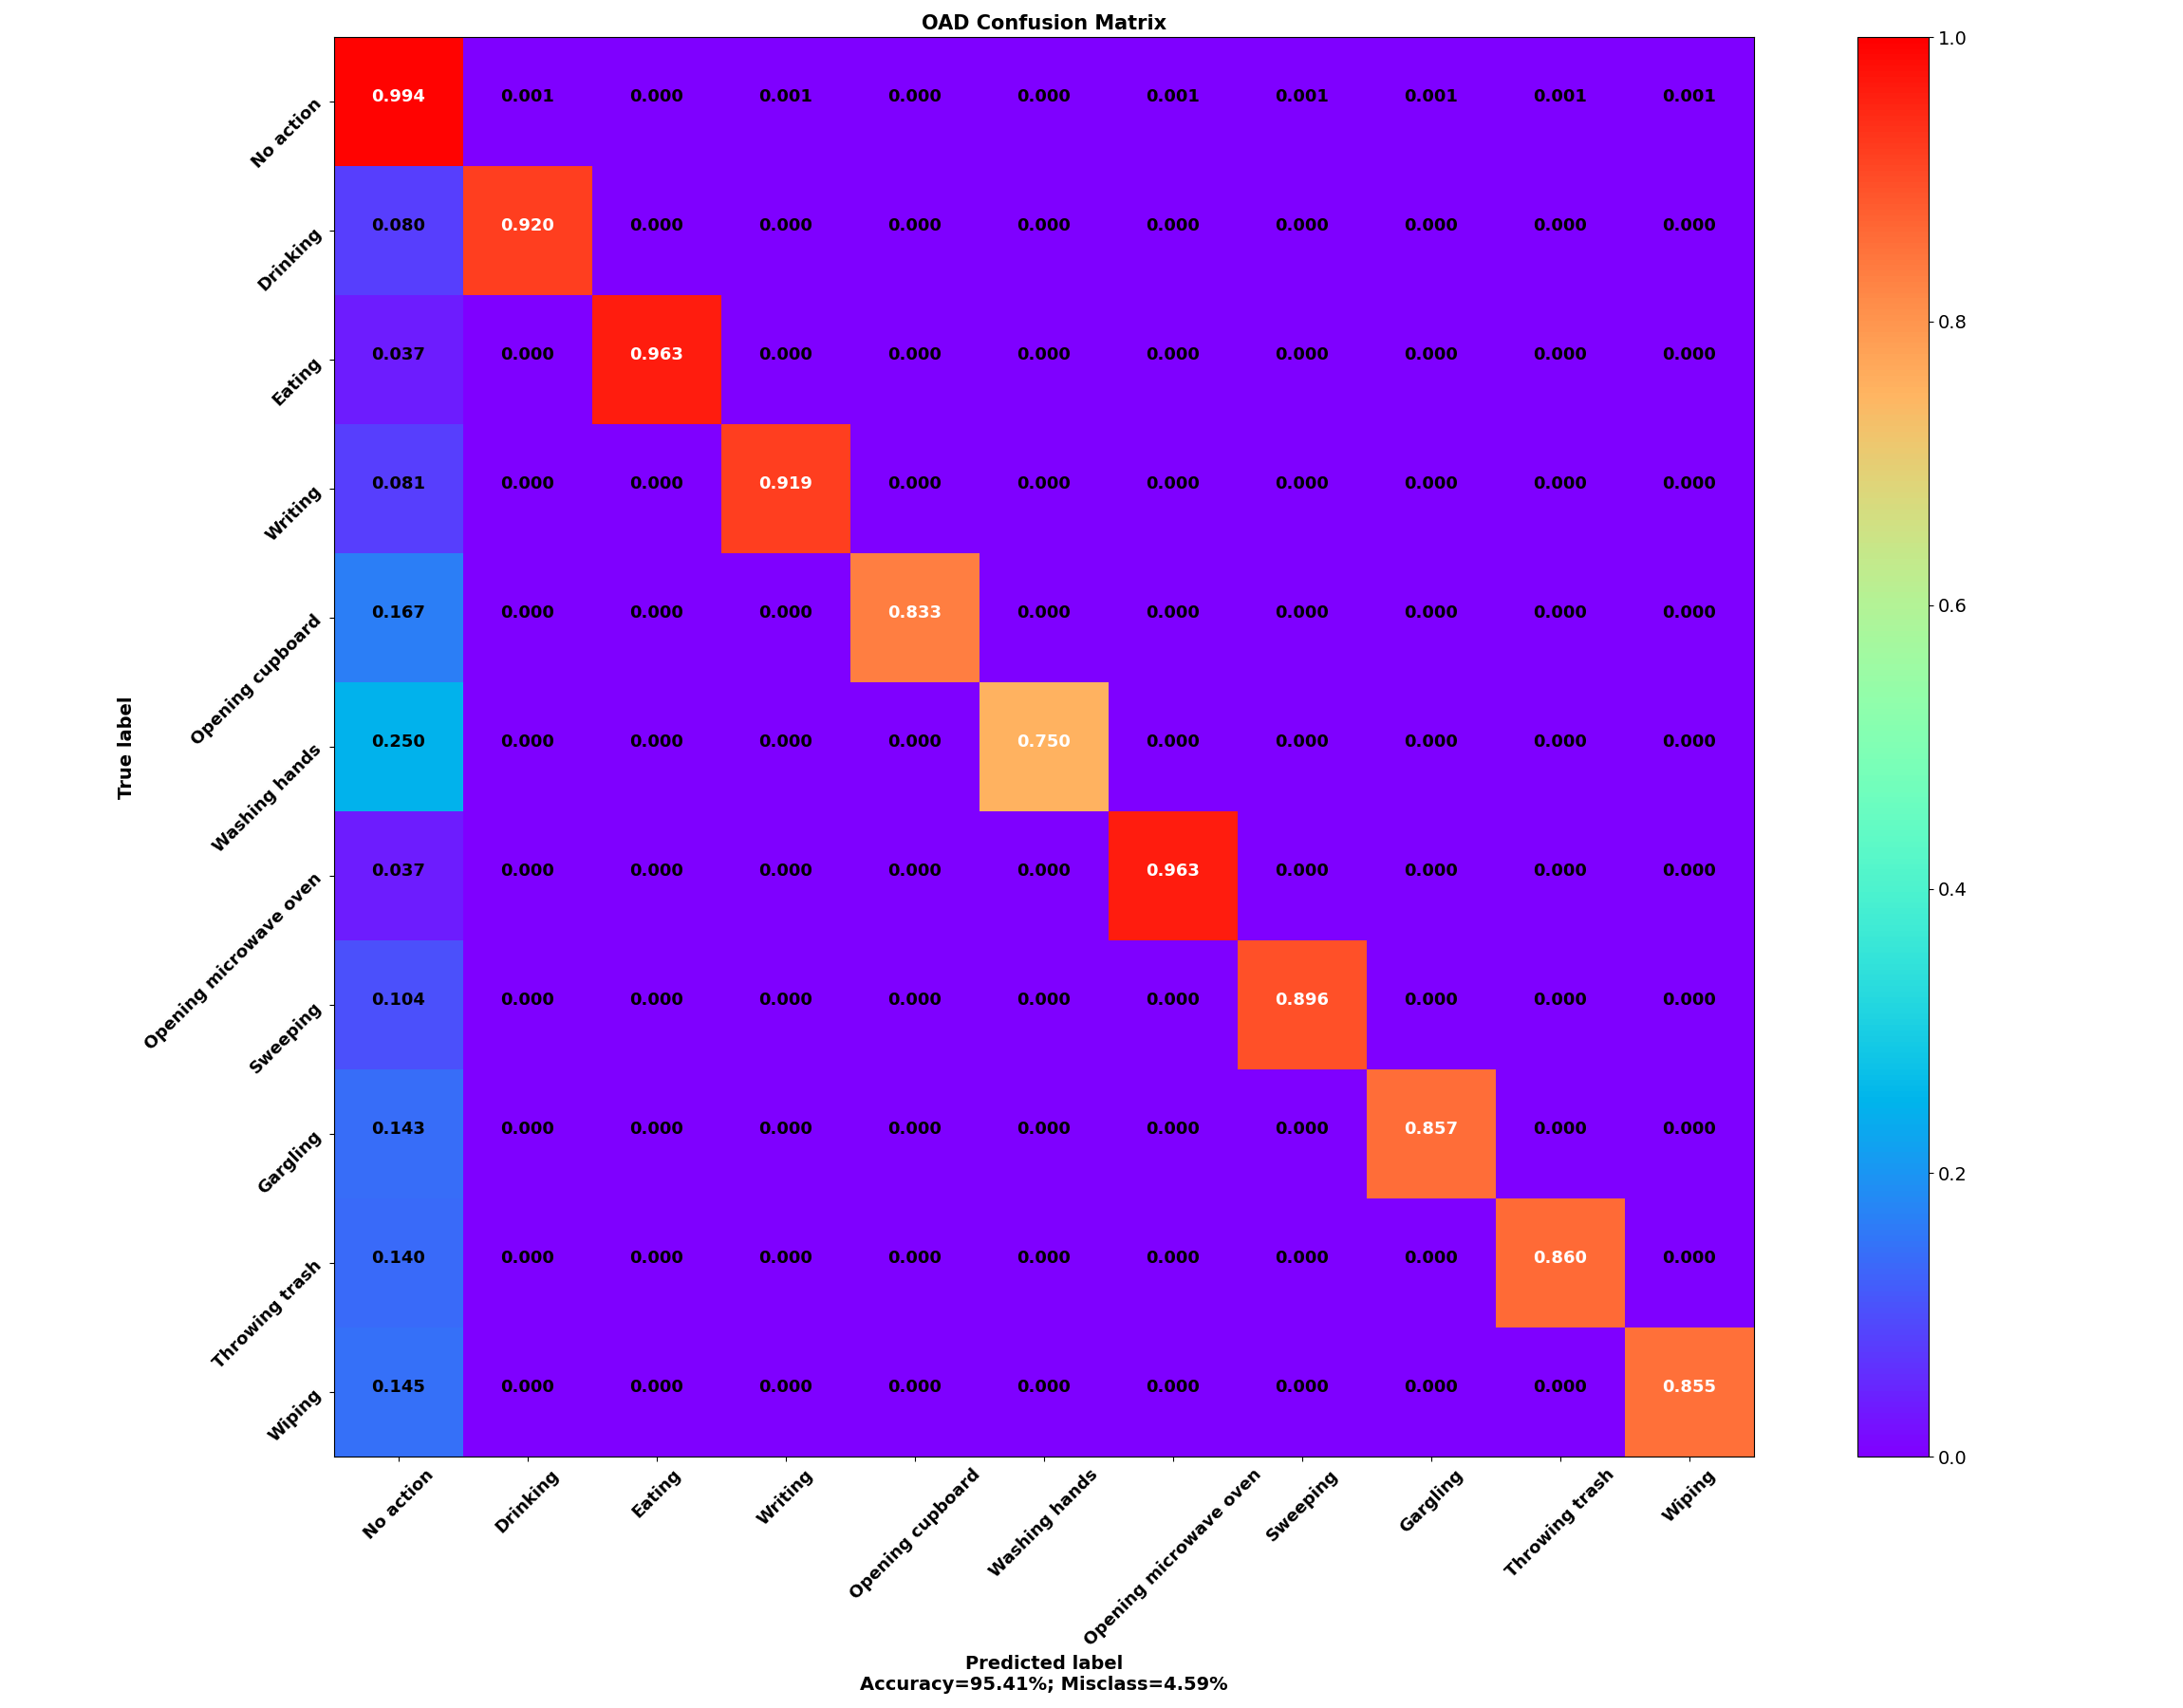 OAD Confusion Matrix
No action 0.994 0.001 0.000 0.001 0.000 0.000 0.001 0.001 0.001 0.001 0.001
Drinking 0.080 0.920 0.000 0.000 0.000 0.000 0.000 0.000 0.000 0.000 0.000
Eating 0.037 0.000 0.963 0.000 0.000 0.000 0.000 0.000 0.000 0.000 0.000
Writing 0.081 0.000 0.000 0.919 0.000 0.000 0.000 0.000 0.000 0.000 0.000
Opening cupboard 0.167 0.000 0.000 0.000 0.833 0.000 0.000 0.000 0.000 0.000 0.000
Washing hands 0.250 0.000 0.000 0.000 0.000 0.750 0.000 0.000 0.000 0.000 0.000
Opening microwave oven 0.037 0.000 0.000 0.000 0.000 0.000 0.963 0.000 0.000 0.000 0.000
Sweeping 0.104 0.000 0.000 0.000 0.000 0.000 0.000 0.896 0.000 0.000 0.000
Gargling 0.143 0.000 0.000 0.000 0.000 0.000 0.000 0.000 0.857 0.000 0.000
Throwing trash 0.140 0.000 0.000 0.000 0.000 0.000 0.000 0.000 0.000 0.860 0.000
Wiping 0.145 0.000 0.000 0.000 0.000 0.000 0.000 0.000 0.000 0.000 0.855
True label
No action Drinking Eating Writing Opening cupboard Washing hands Opening microwave oven Sweeping Gargling Throwing trash Wiping
Predicted label
Accuracy=95.41%; Misclass=4.59%
1.0
0.8
0.6
0.4
0.2
0.0